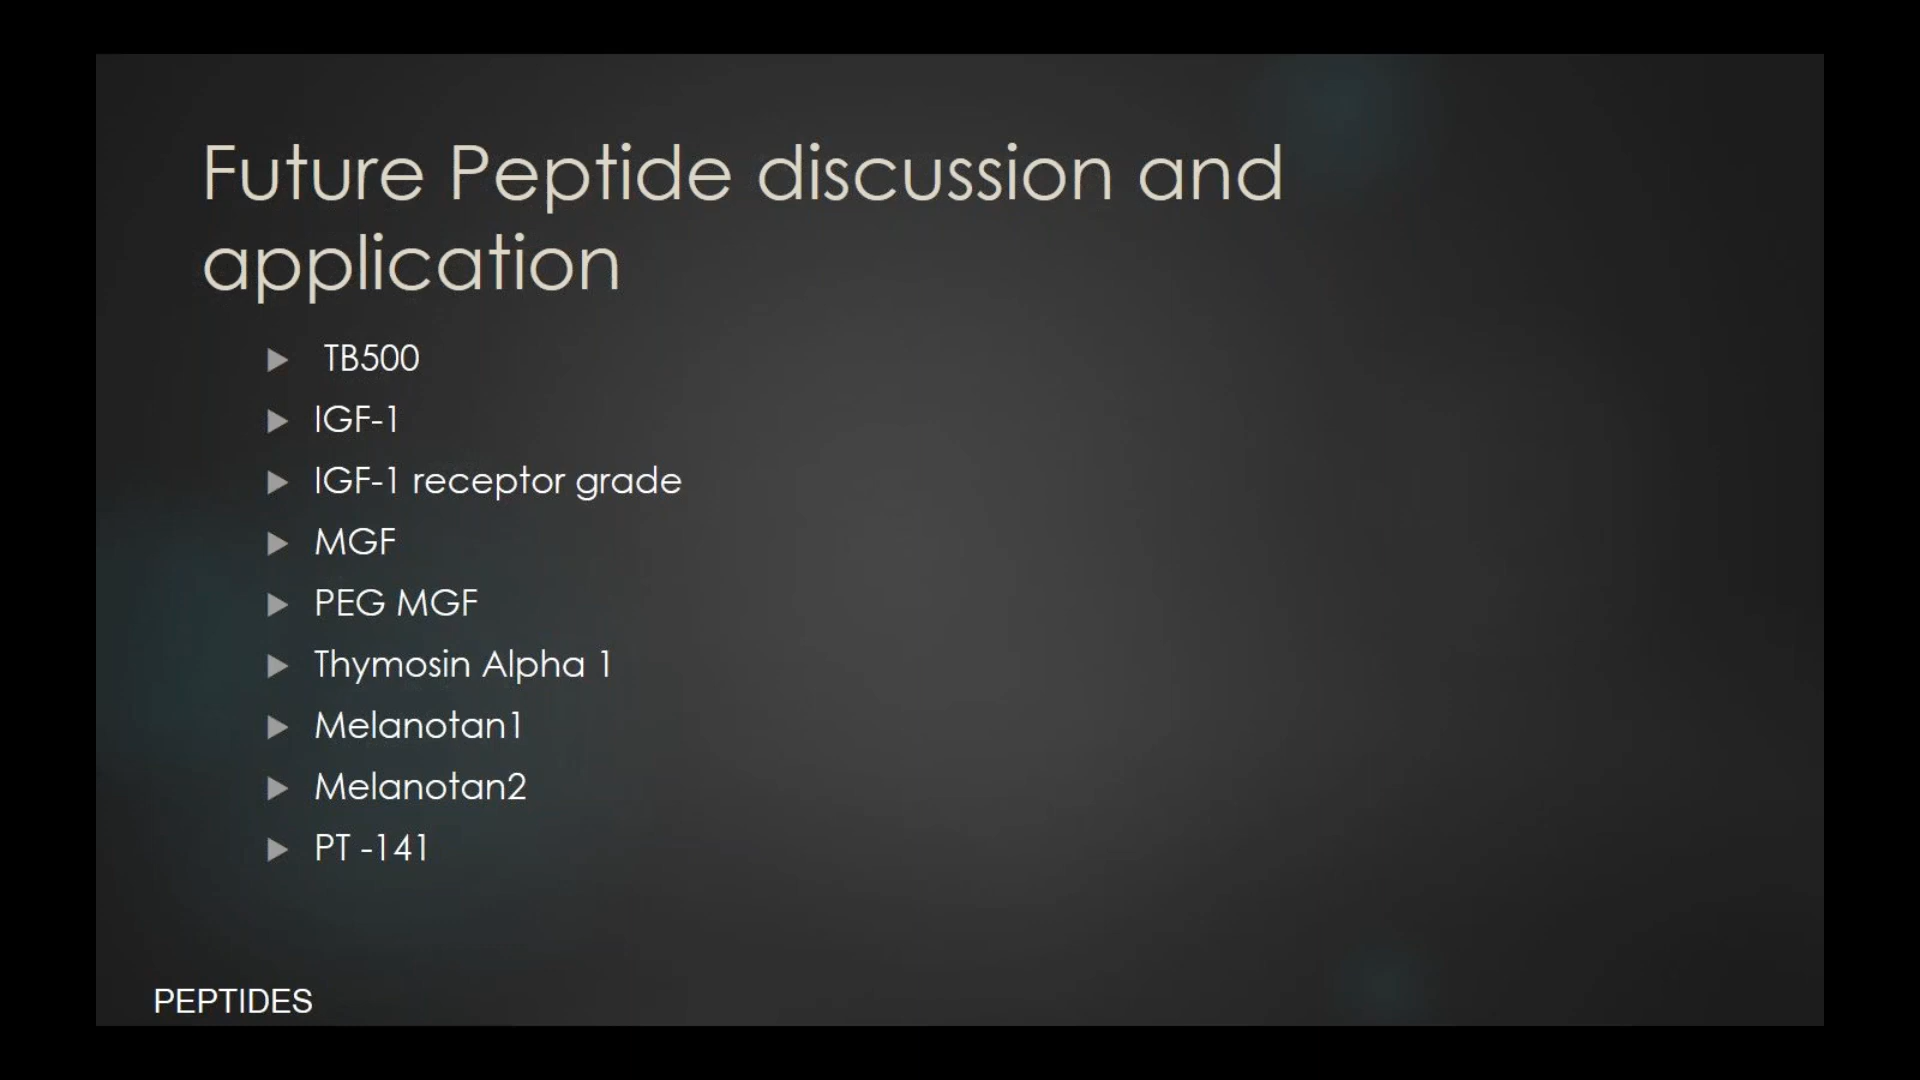 Future Peptide discussion and
application
TB500
IGF-1
IGF-1 receptor grade
MGF
PEG MGF
Thymosin Alpha 1
Melanotan1
Melanotan2
PT -141
PEPTIDES